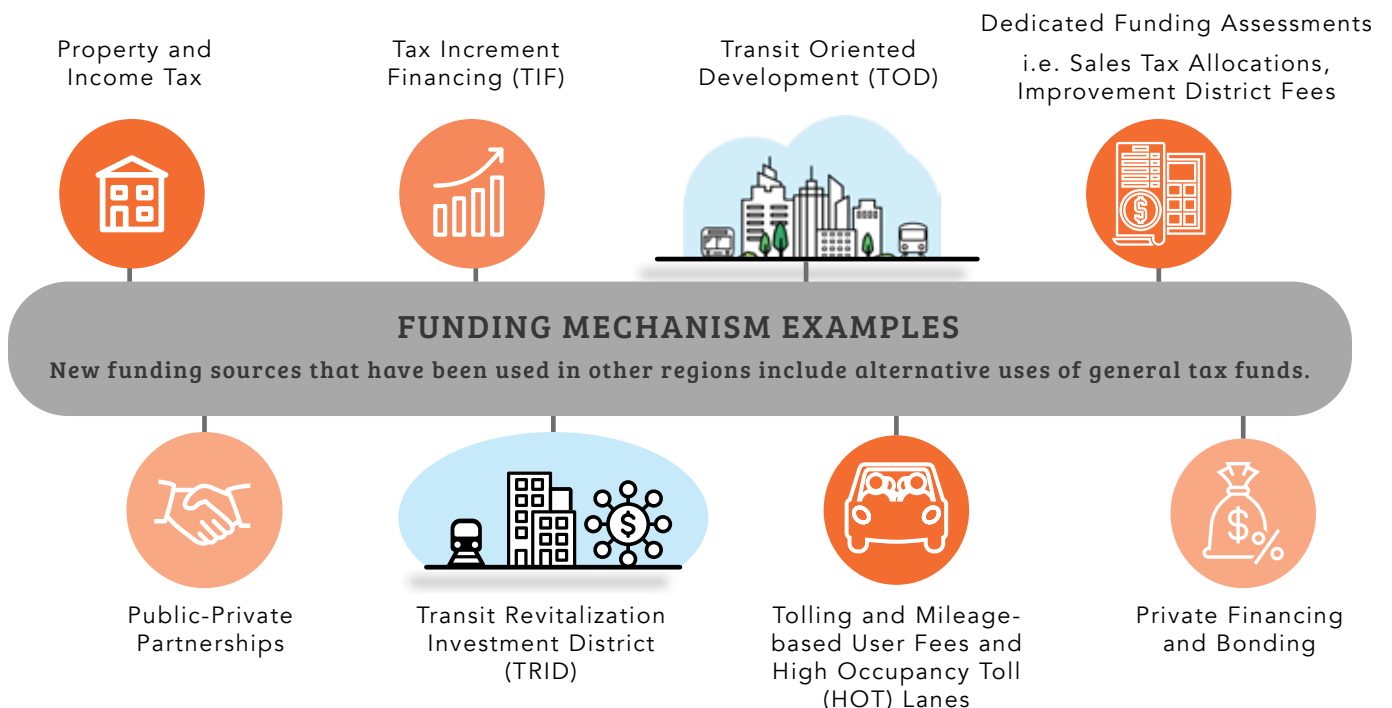 Property and
Income Tax
Tax Increment
Financing (TIF)
Transit Oriented
Development (TOD)
Dedicated Funding Assessments
i.e. Sales Tax Allocations,
Improvement District Fees
$
FUNDING MECHANISM EXAMPLES
New funding sources that have been used in other regions include alternative uses of general tax funds.
$
$%
Public-Private
Partnerships
Transit Revitalization
Investment District
(TRID)
Tolling and Mileage-
based User Fees and
High Occupancy Toll
(HOT) Lanes
Private Financing
and Bonding